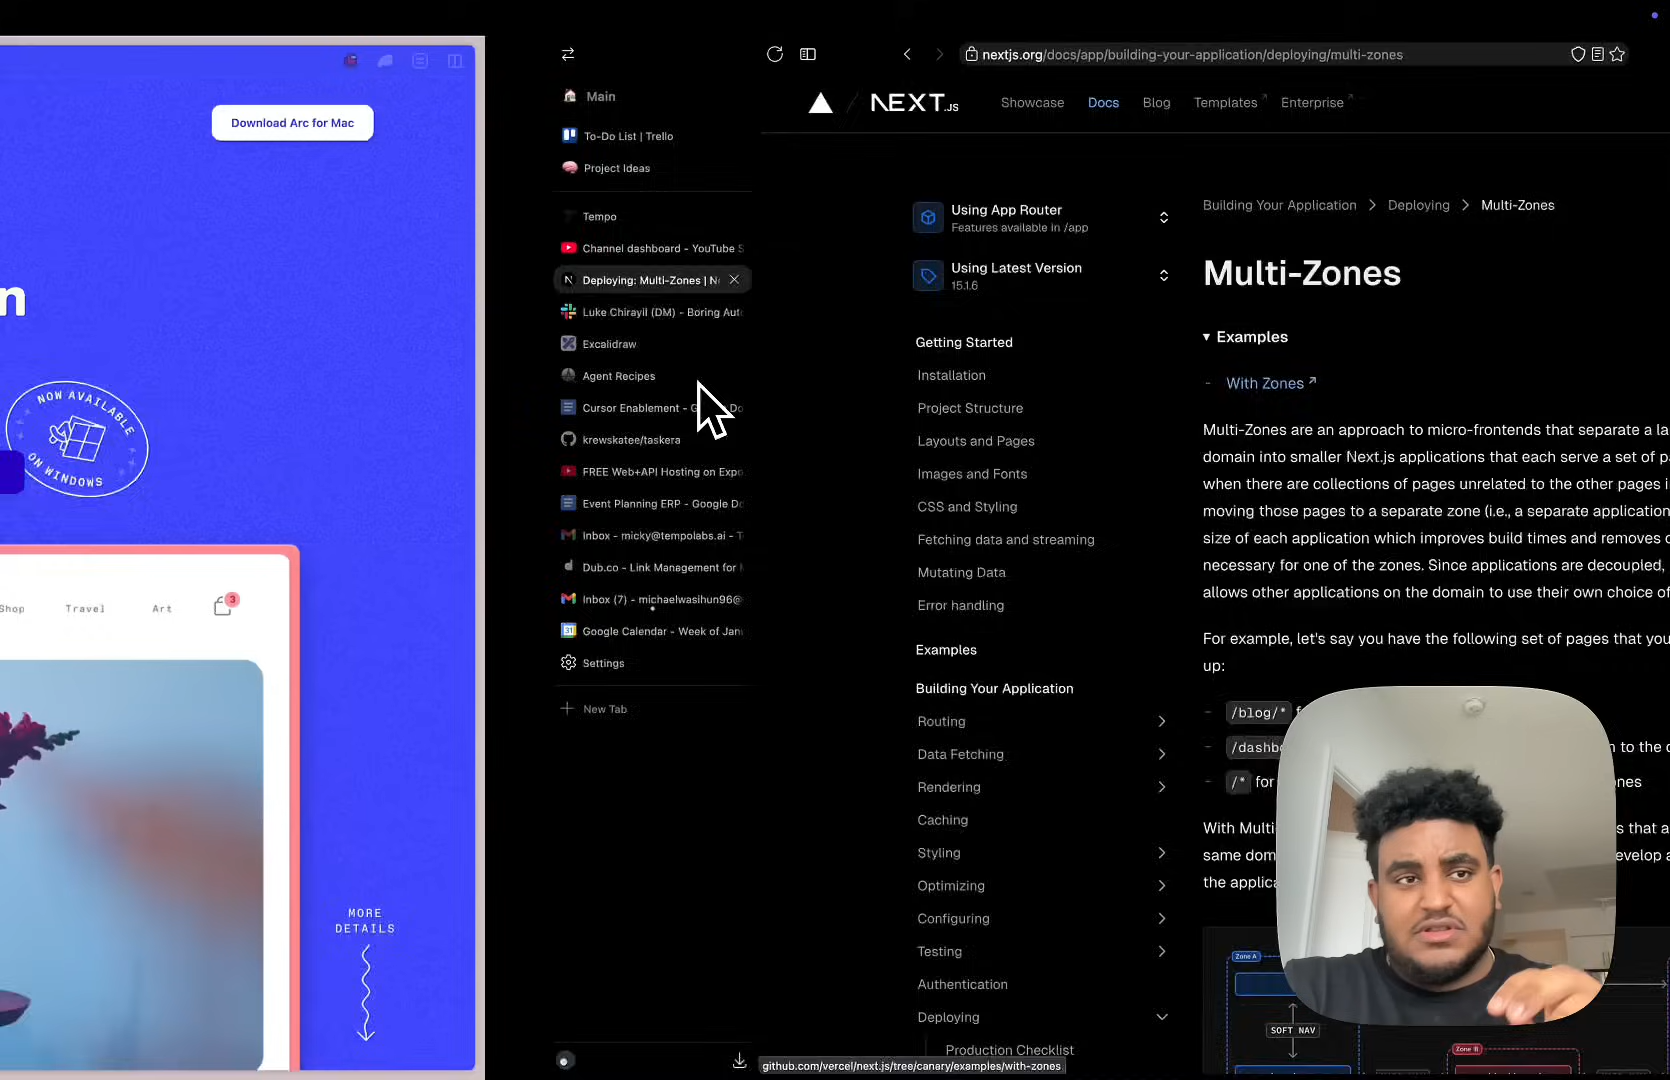 Download Arc for Mac
n
NOW AVAILABLE
ON WINDOWS
Shop
Travel
Art
3
MORE
DETAILS
Main
To-Do List | Trello
Project Ideas
Tempo
Channel dashboard - YouTube S
Deploying: Multi-Zones | N
Luke Chirayil (DM) - Boring Aut
Excalidraw
Agent Recipes
Cursor Enablement - G Do
krewskatee/taskera
FREE Web+API Hosting on Expo
Event Planning ERP - Google Do
Inbox - micky@tempolabs.ai - T
Dub.co - Link Management for
Inbox (7) - michaelwasihun96@
31
Google Calendar - Week of Janu
Settings
New Tab
nextjs.org/docs/app/building-your-application/deploying/multi-zones
NEXT.JS
Showcase
Docs
Blog
Templates
Enterprise
Using App Router
Features available in /app
Using Latest Version
15.1.6
Getting Started
Installation
Project Structure
Layouts and Pages
Images and Fonts
CSS and Styling
Fetching data and streaming
Mutating Data
Error handling
Examples
Building Your Application
Routing
Data Fetching
Rendering
Caching
Styling
Optimizing
Configuring
Testing
Authentication
Deploying
Production Checklist
github.com/vercel/next.js/tree/canary/examples/with-zones
Building Your Application > Deploying > Multi-Zones
Multi-Zones
Examples
- With Zones
Multi-Zones are an approach to micro-frontends that separate a la
domain into smaller Next.js applications that each serve a set of pa
when there are collections of pages unrelated to the other pages i
moving those pages to a separate zone (i.e., a separate application
size of each application which improves build times and removes c
necessary for one of the zones. Since applications are decoupled,
allows other applications on the domain to use their own choice of
For example, let's say you have the following set of pages that you
up:
- /blog/* f
- /dashbo n to the d
- /* for ones
With Multi s that a
same dom evelop a
the applica
Zone A
SOFT NAV
Zone B